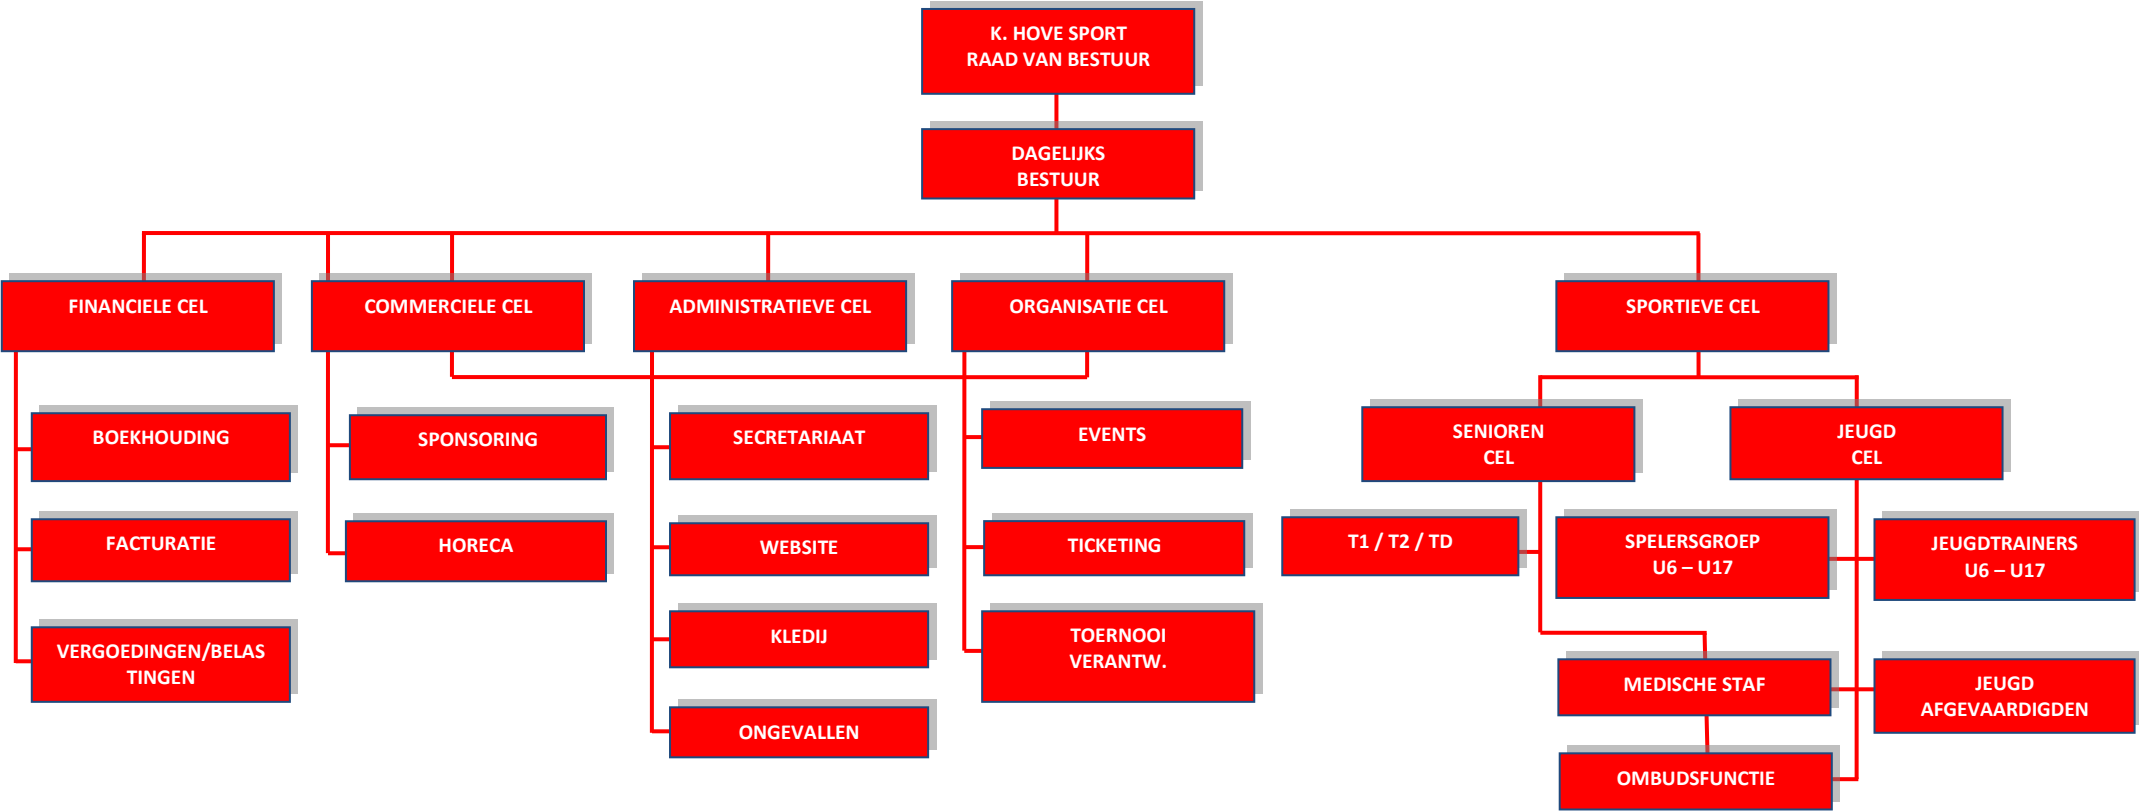 K. HOVE SPORT
RAAD VAN BESTUUR
DAGELIJKS
BESTUUR
FINANCIELE CEL
COMMERCIELE CEL
ADMINISTRATIEVE CEL
ORGANISATIE CEL
SPORTIEVE CEL
BOEKHOUDING
SPONSORING
SECRETARIAAT
EVENTS
SENIOREN
CEL
JEUGD
CEL
FACTURATIE
HORECA
WEBSITE
TICKETING
T1 / T2 / TD
SPELERSGROEP
U6 – U17
JEUGDTRAINERS
U6 – U17
VERGOEDINGEN/BELAS
TINGEN
KLEDIJ
TOERNOOI
VERANTW.
MEDISCHE STAF
JEUGD
AFGEVAARDIGDEN
ONGEVALLEN
OMBUDSFUNCTIE